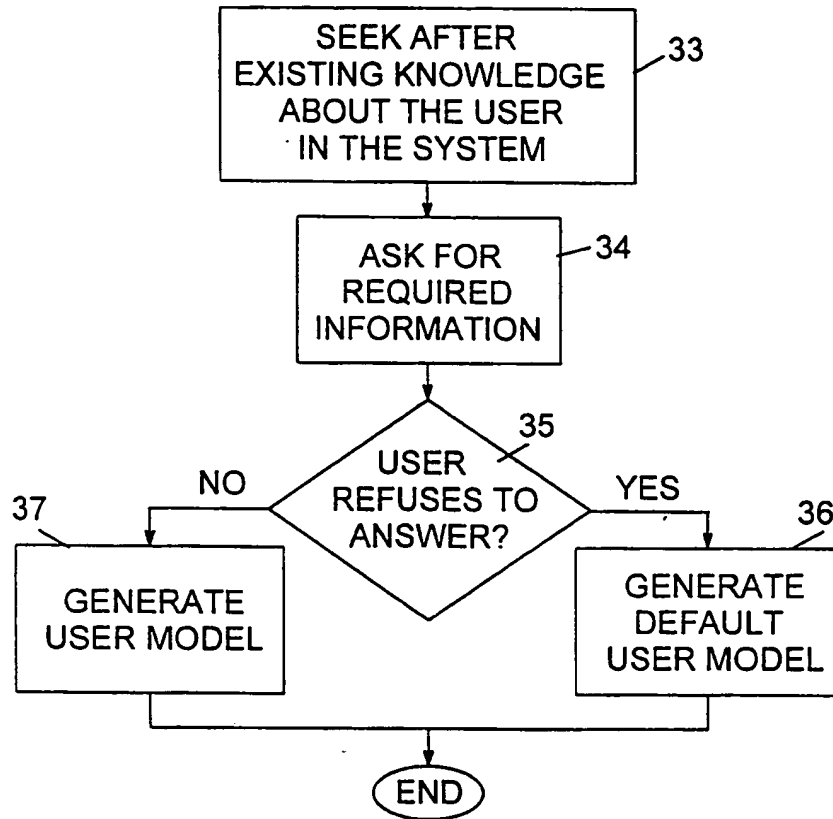 SEEK AFTER
EXISTING KNOWLEDGE
ABOUT THE USER
IN THE SYSTEM
33
ASK FOR
REQUIRED
INFORMATION
34
35
USER
REFUSES TO
ANSWER?
NO
YES
37
GENERATE
USER MODEL
36
GENERATE
DEFAULT
USER MODEL
END